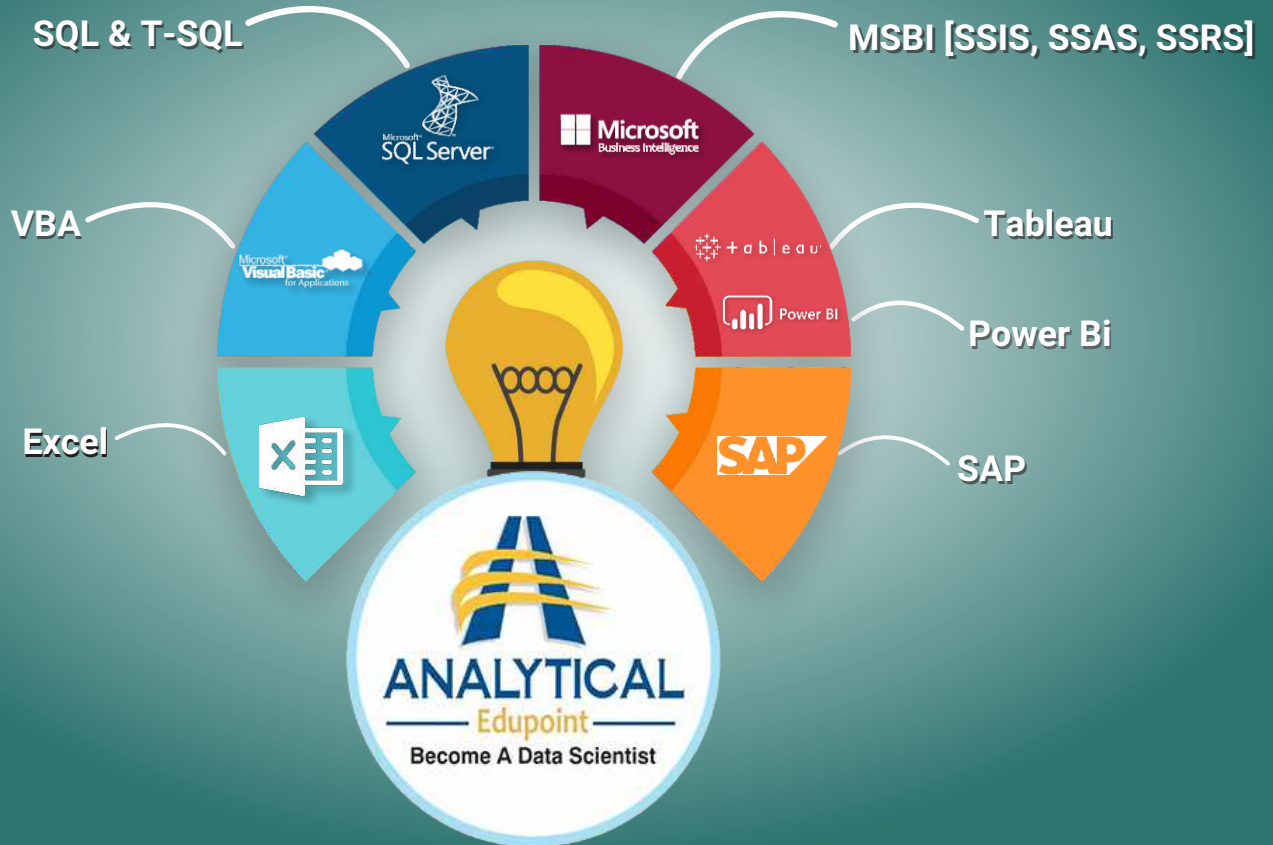 SQL & T-SQL
MSBI [SSIS, SSAS, SSRS]
Microsoft
SQL Server
Microsoft
Business Intelligence
VBA
Microsoft
Visual Basic
for Applications
+ a b | e a u
Tableau
Power BI
Power Bi
Excel
X
SAP
SAP
ANALYTICAL
Edupoint
Become A Data Scientist